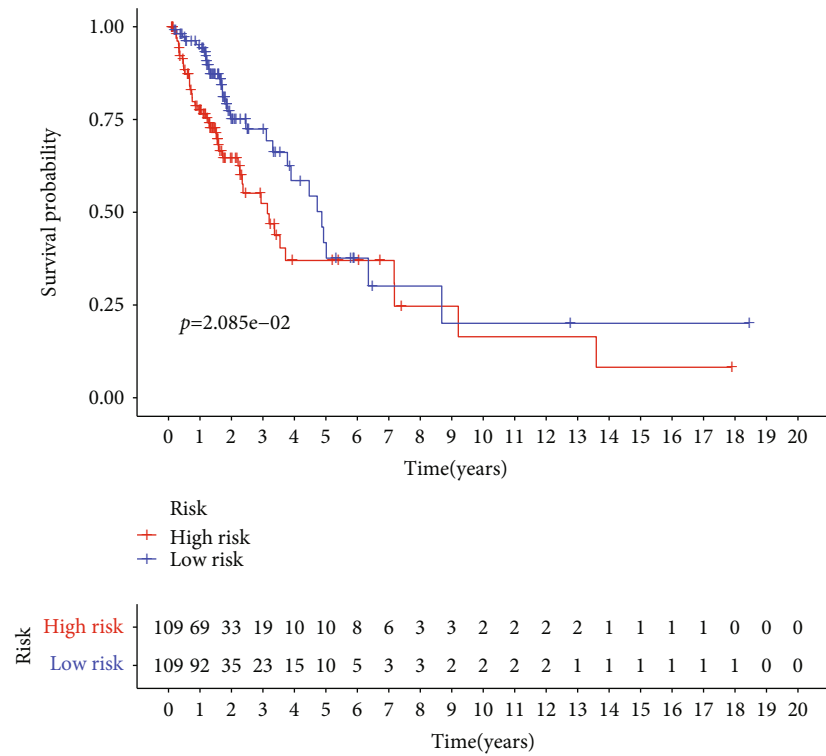 1.00
0.75
0.50
0.25
0.00
Survival probability
p=2.085e−02
0 1 2 3 4 5 6 7 8 9 10 11 12 13 14 15 16 17 18 19 20
Time(years)
Risk
High risk
Low risk
Risk
High risk 109 69 33 19 10 10 8 6 3 3 2 2 2 2 1 1 1 1 0 0 0
Low risk 109 92 35 23 15 10 5 3 3 2 2 2 2 1 1 1 1 1 1 0 0
0 1 2 3 4 5 6 7 8 9 10 11 12 13 14 15 16 17 18 19 20
Time(years)